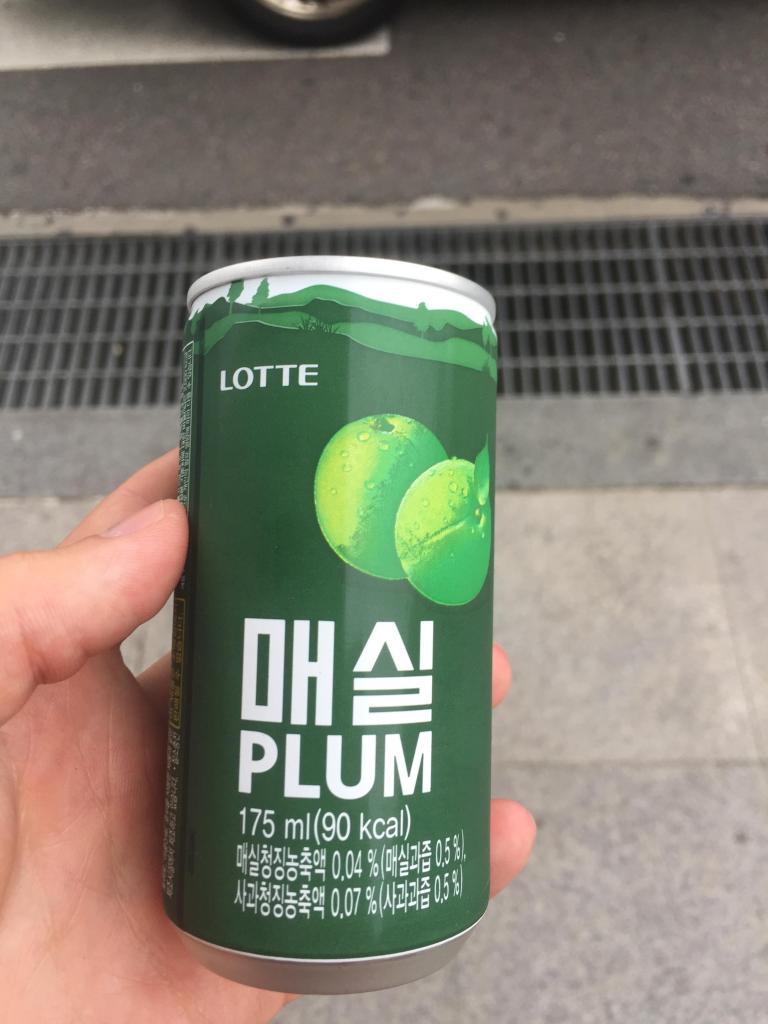 LOTTE
매실
PLUM
175 ml(90 kcal)
매실청징농축액 0.04 %(매실과즙 0.5 %),
사과청징농축액 0.07 %(사과과즙 0.5 %)